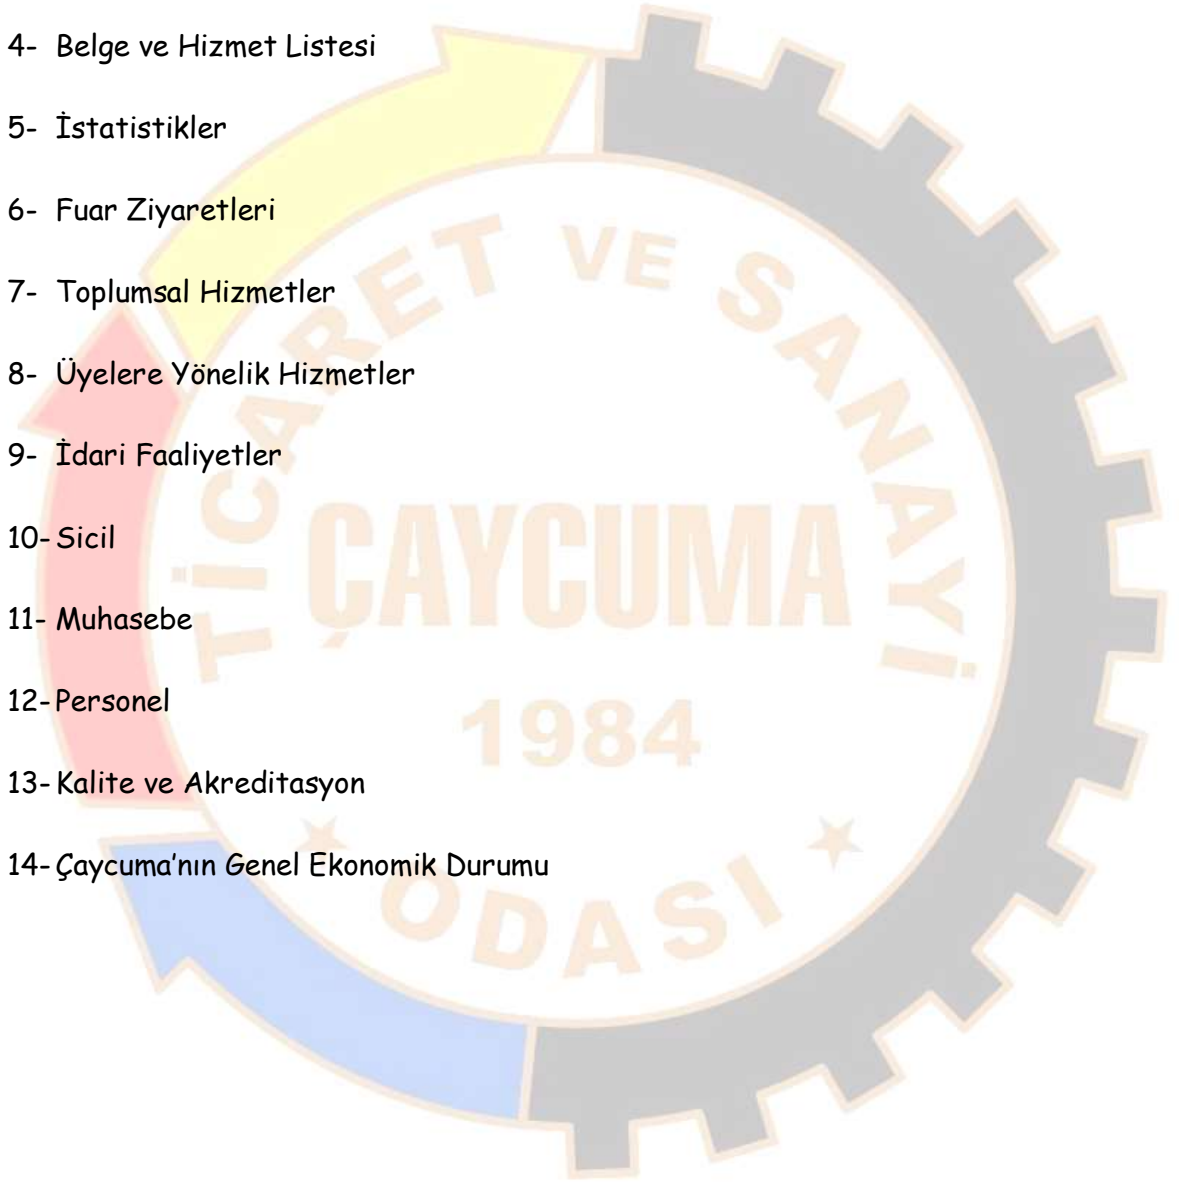 4- Belge ve Hizmet Listesi
5- İstatistikler
6- Fuar Ziyaretleri
7- Toplumsal Hizmetler
8- Üyelere Yönelik Hizmetler
9- İdari Faaliyetler
10- Sicil
11- Muhasebe
12- Personel
13- Kalite ve Akreditasyon
14- Çaycuma’nın Genel Ekonomik Durumu
TİCARET VE SANAYİ
ÇAYCUMA
1984
ODASI